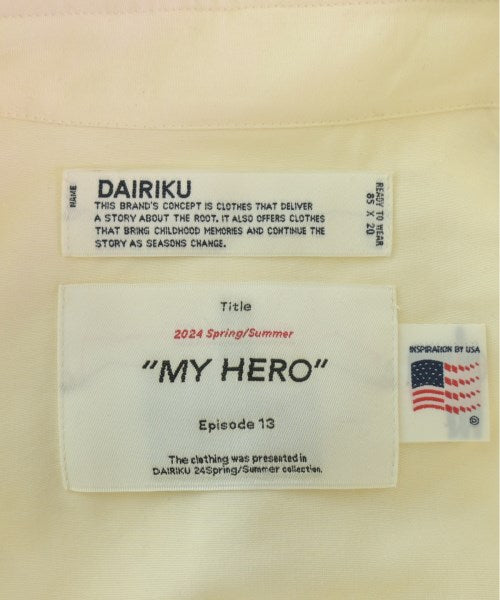 NAME
DAIRIKU
THIS BRAND'S CONCEPT IS CLOTHES THAT DELIVER
A STORY ABOUT THE ROOT. IT ALSO OFFERS CLOTHES
THAT BRING CHILDHOOD MEMORIES AND CONTINUE THE
STORY AS SEASONS CHANGE.
READY TO WEAR
85 X 20
Title
2024 Spring/Summer
"MY HERO"
Episode 13
The clothing was presented in
DAIRIKU 24Spring/Summer collection.
INSPIRATION BY USA
©